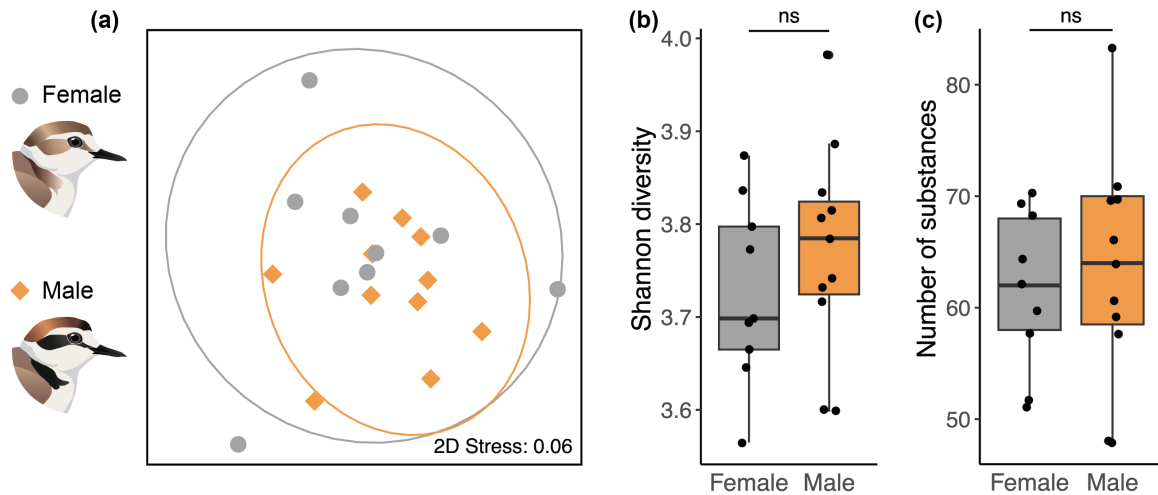 (a)
Female
Male
2D Stress: 0.06
(b)
ns
Shannon diversity
4.0
3.9
3.8
3.7
3.6
Female Male
(c)
ns
Number of substances
80
70
60
50
Female Male